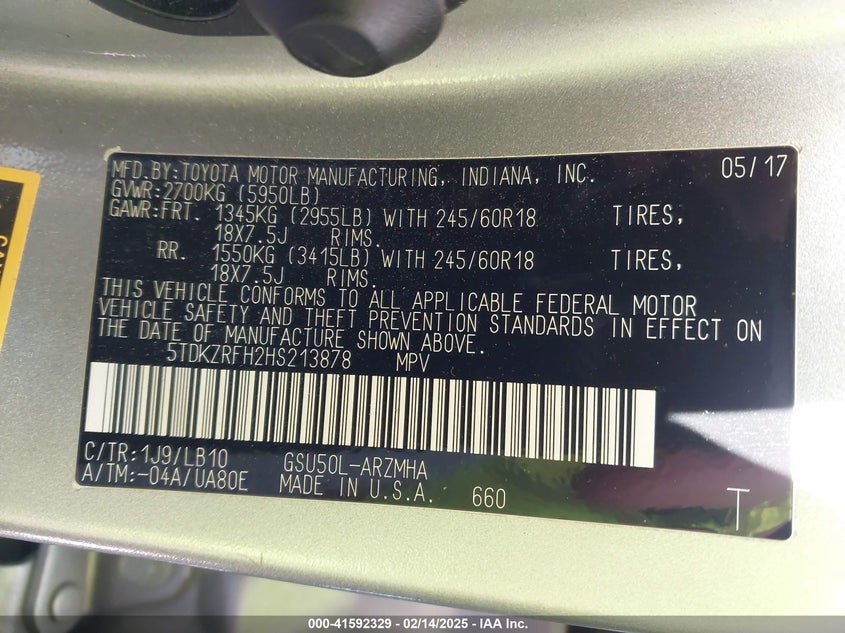 MFD.BY:TOYOTA MOTOR MANUFACTURING, INDIANA, INC. 05/17
GVWR:2700KG (5950LB)
GAWR:FRT. 1345KG (2955LB) WITH 245/60R18 TIRES,
18X7.5J RIMS.
RR. 1550KG (3415LB) WITH 245/60R18 TIRES,
18X7.5J RIMS.
THIS VEHICLE CONFORMS TO ALL APPLICABLE FEDERAL MOTOR
VEHICLE SAFETY AND THEFT PREVENTION STANDARDS IN EFFECT ON
THE DATE OF MANUFACTURE SHOWN ABOVE.
5TDKZRFH2HS213878 MPV
C/TR:1J9/LB10 GSU50L-ARZMHA
A/TM:-04A/UA80E MADE IN U.S.A. 660 T
000-41592329 - 02/14/2025 - IAA Inc.